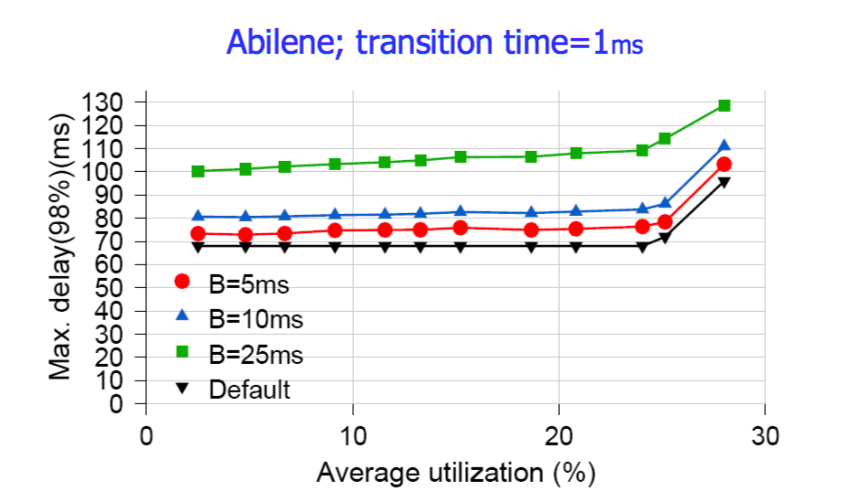 Abilene; transition time=1ms
Max. delay(98%)(ms)
130
120
110
100
90
80
70
60
50
40
30
20
10
0
B=5ms
B=10ms
B=25ms
Default
0 10 20 30
Average utilization (%)